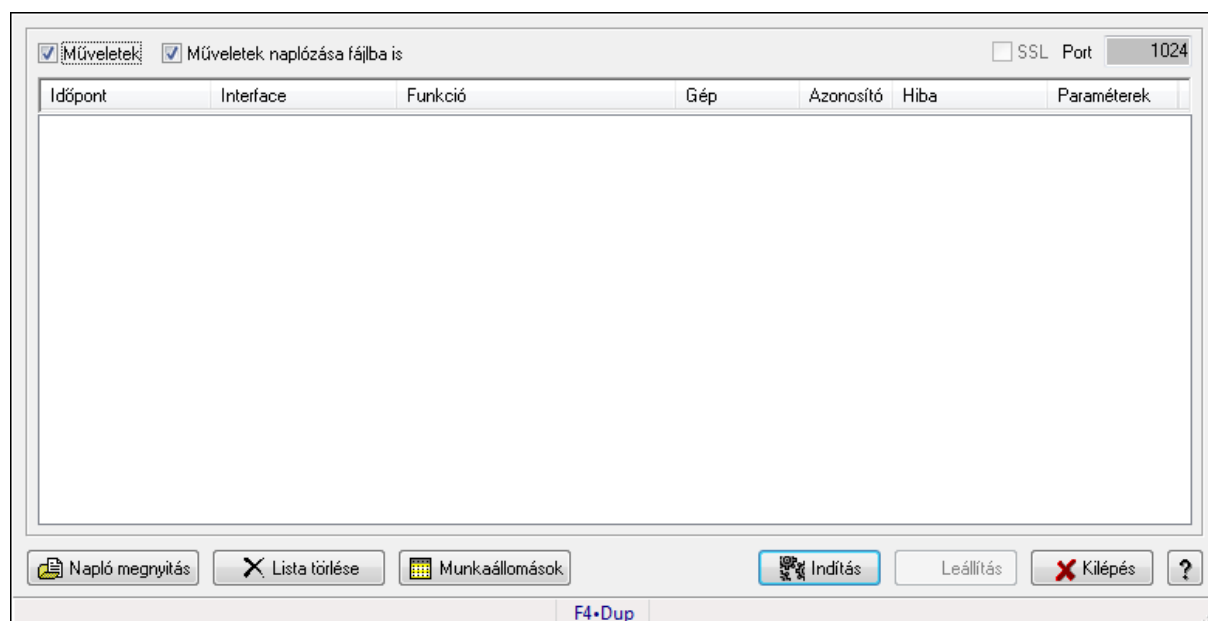 Műveletek Műveletek naplózása fájlba is SSL Port 1024
Időpont Interface Funkció Gép Azonosító Hiba Paraméterek
Napló megnyitás Lista törlése Munkaállomások Indítás Leállítás Kilépés ?
F4•Dup